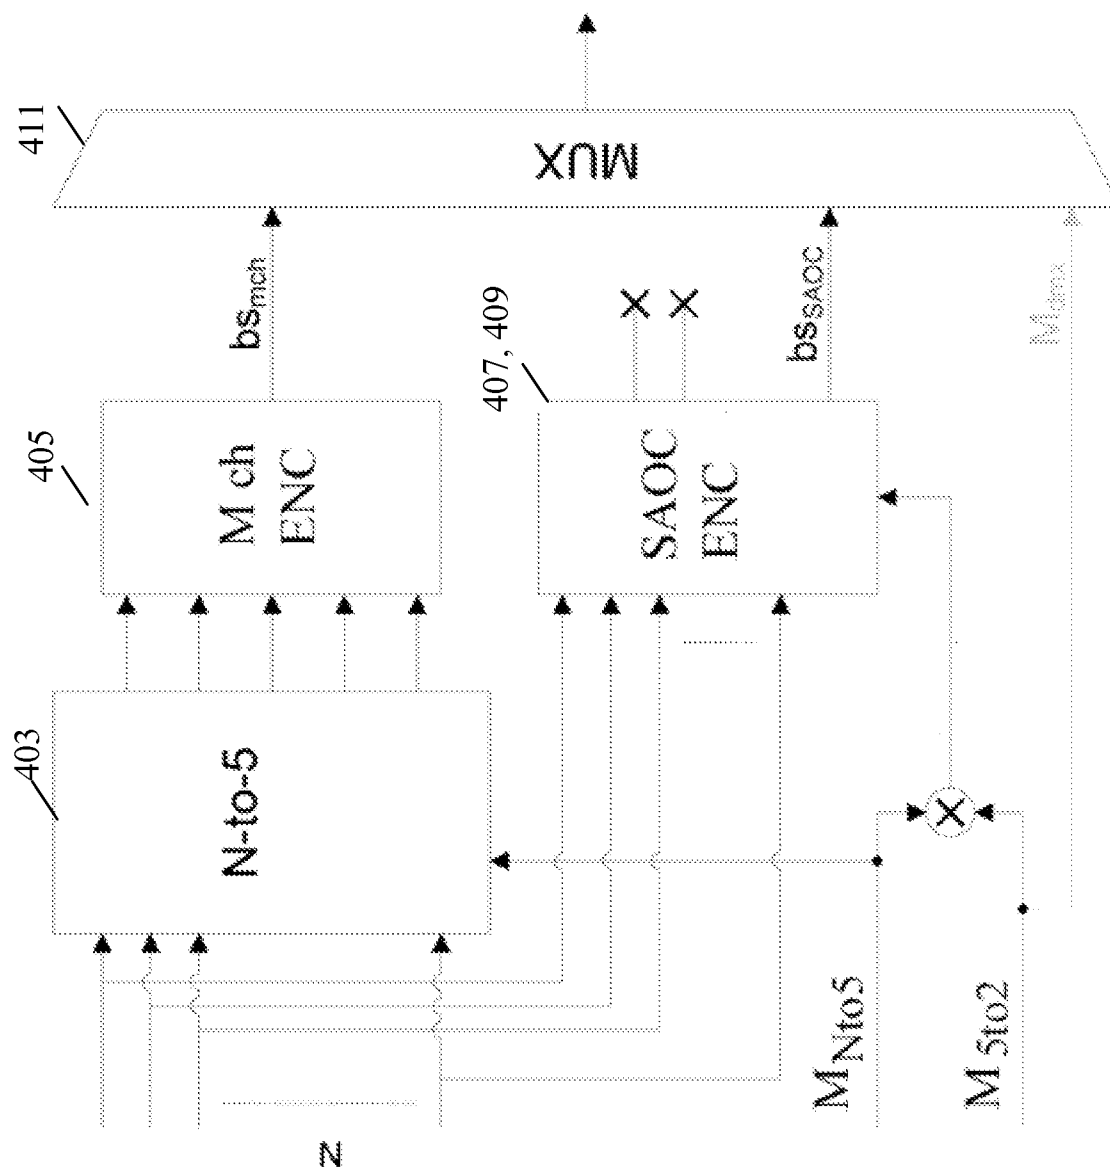 411
MUX
bs_mch
bs_SAOC
M_dmx
407, 409
405
M ch
ENC
SAOC
ENC
403
N-to-5
M_Nto5
M_5to2
N